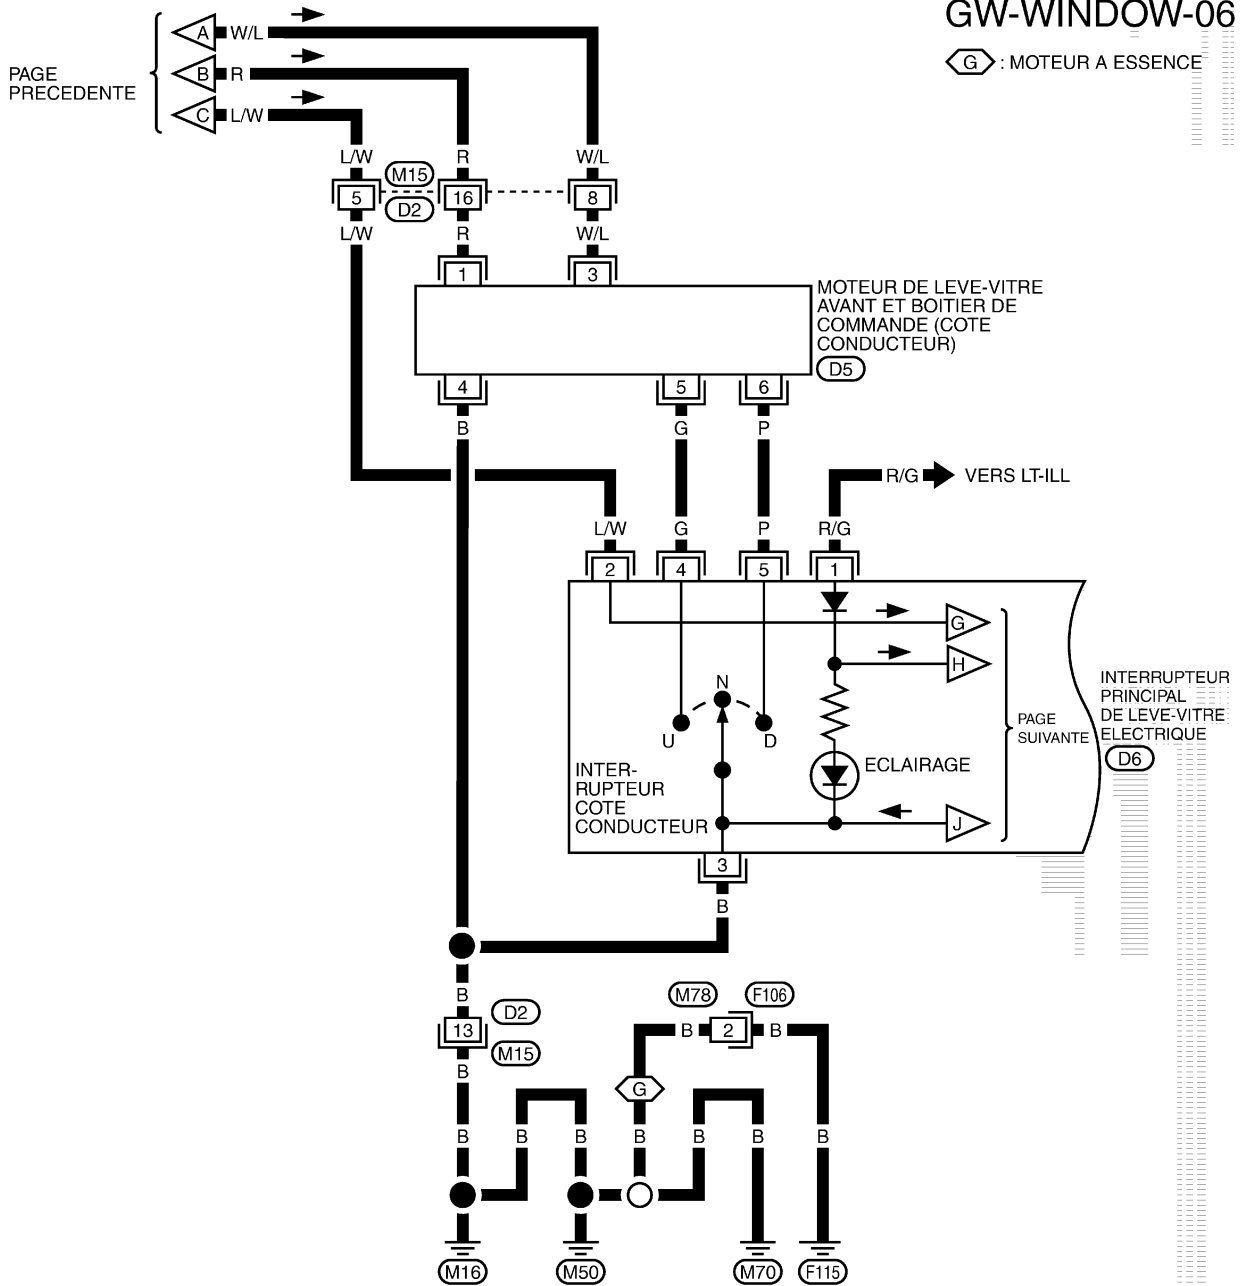 GW-WINDOW-06
G : MOTEUR A ESSENCE
PAGE
PRECEDENTE
A W/L
B R
C L/W
L/W R W/L
M15
5 16 8
D2
L/W R W/L
1 3
MOTEUR DE LEVE-VITRE
AVANT ET BOITIER DE
COMMANDE (COTE
CONDUCTEUR)
D5
4 5 6
B G P
R/G VERS LT-ILL
L/W G P R/G
2 4 5 1
G
H
N
U D
PAGE
SUIVANTE
INTERRUPTEUR
PRINCIPAL
DE LEVE-VITRE
ELECTRIQUE
D6
ECLAIRAGE
INTER-
RUPTEUR
COTE
CONDUCTEUR
J
3
B
B
D2
13
M15
B
M78 F106
B 2 B
G
B B B B B B B
M16 M50 M70 F115